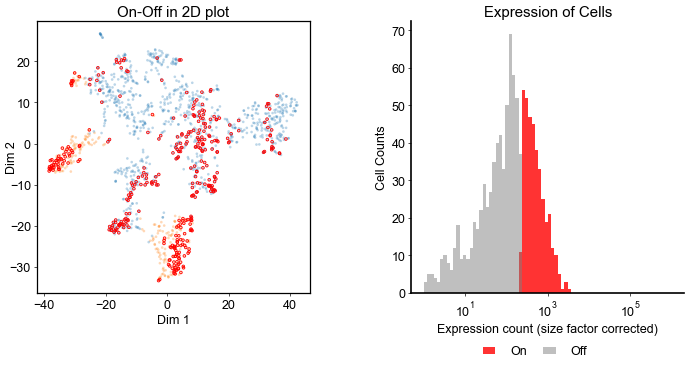 On-Off in 2D plot
Dim 2
20
10
0
−10
−20
−30
−40
−20
0
20
40
Dim 1
Expression of Cells
Cell Counts
70
60
50
40
30
20
10
0
10^1
10^3
10^5
Expression count (size factor corrected)
On
Off